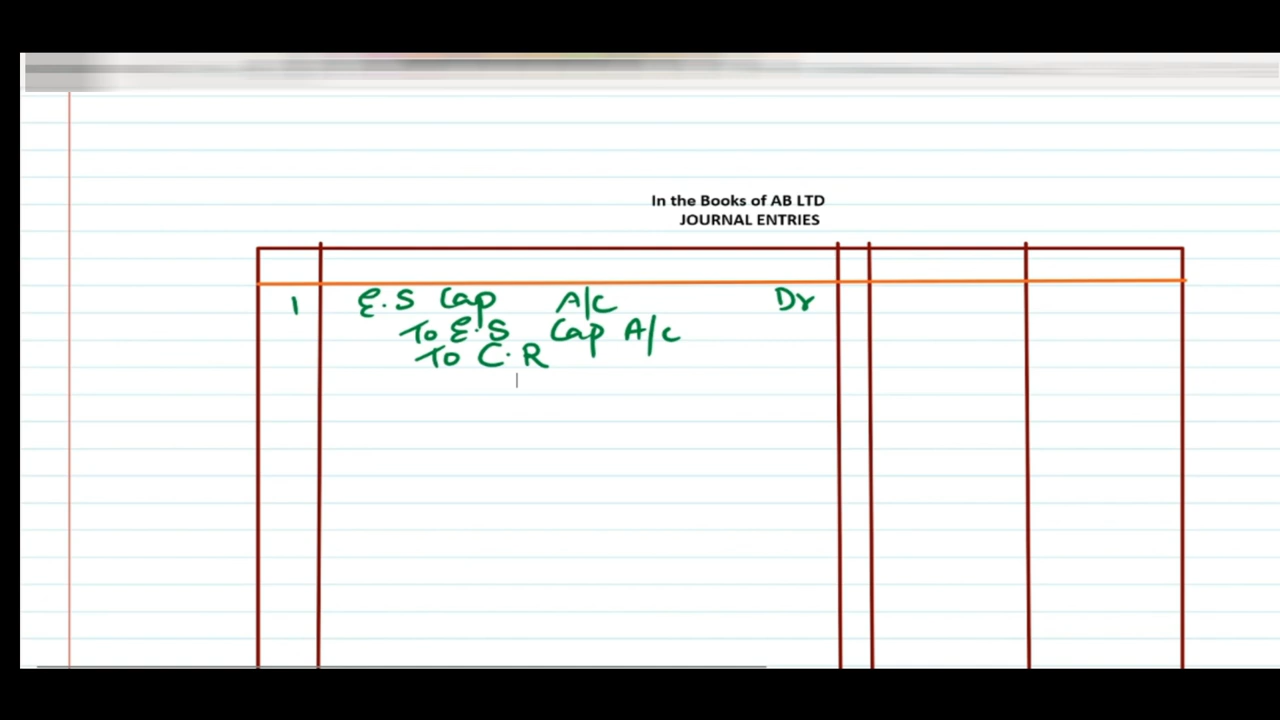 In the Books of AB LTD
JOURNAL ENTRIES
1 E.S Cap A/C Dr
To E.S Cap A/c
To C.R